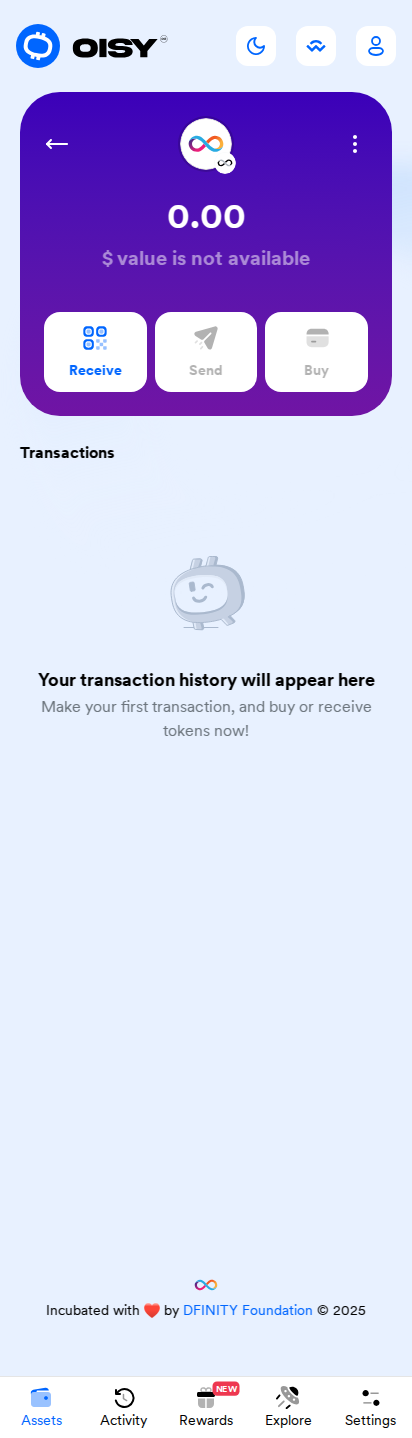 OISY
0.00
$ value is not available
Receive
Send
Buy
Transactions
Your transaction history will appear here
Make your first transaction, and buy or receive
tokens now!
Incubated with ❤️ by DFINITY Foundation © 2025
NEW
Assets
Activity
Rewards
Explore
Settings